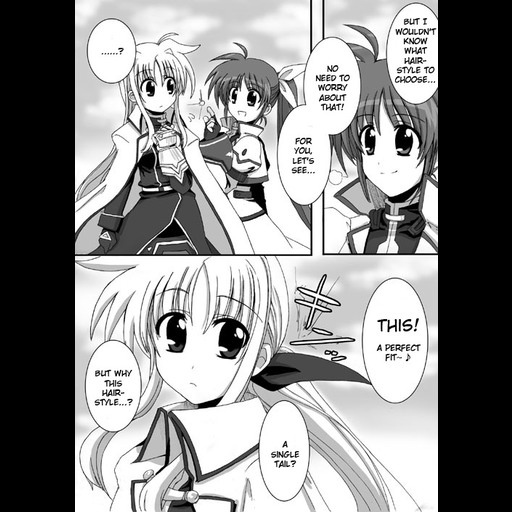 BUT I
WOULDN'T
KNOW
WHAT
HAIR-
STYLE TO
CHOOSE...
NO
NEED TO
WORRY
ABOUT
THAT!
FOR
YOU,
LET'S
SEE...
......?
THIS!
A PERFECT
FIT~ ♪
BUT WHY
THIS
HAIR-
STYLE...?
A
SINGLE
TAIL?